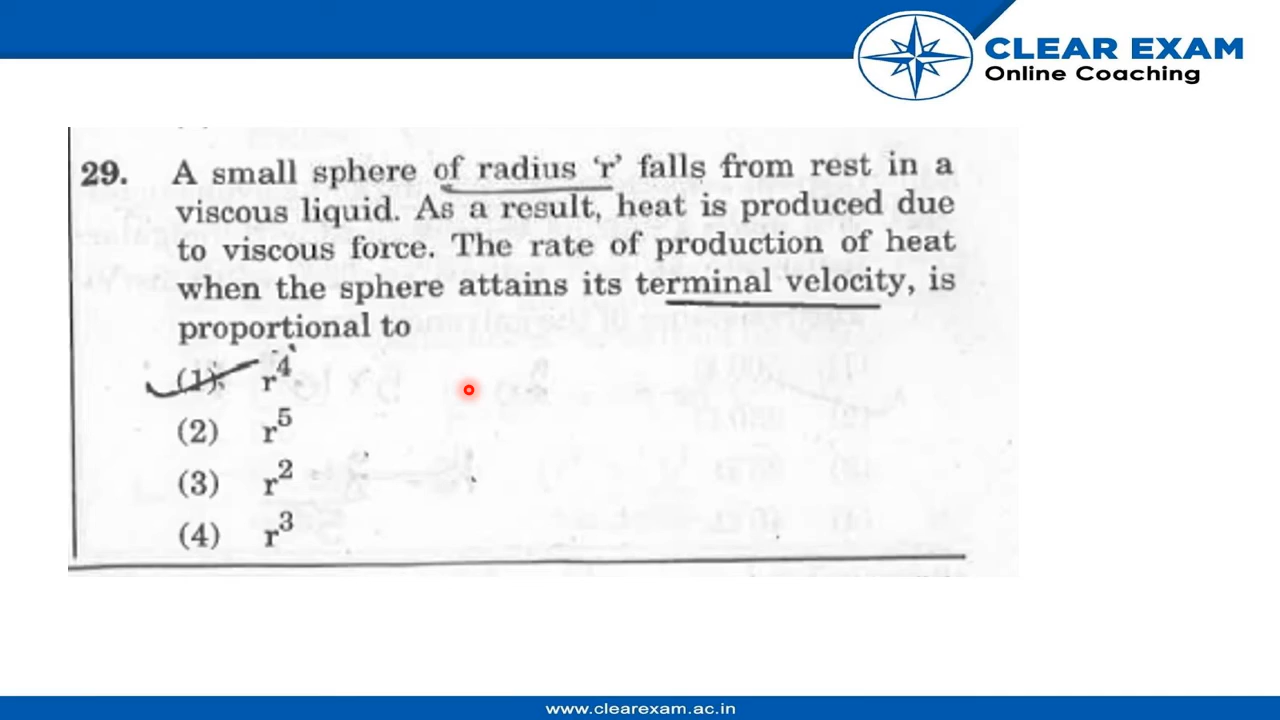 CLEAR EXAM
Online Coaching
29. A small sphere of radius ‘r’ falls from rest in a
viscous liquid. As a result, heat is produced due
to viscous force. The rate of production of heat
when the sphere attains its terminal velocity, is
proportional to
(1) r⁴
(2) r⁵
(3) r²
(4) r³
www.clearexam.ac.in